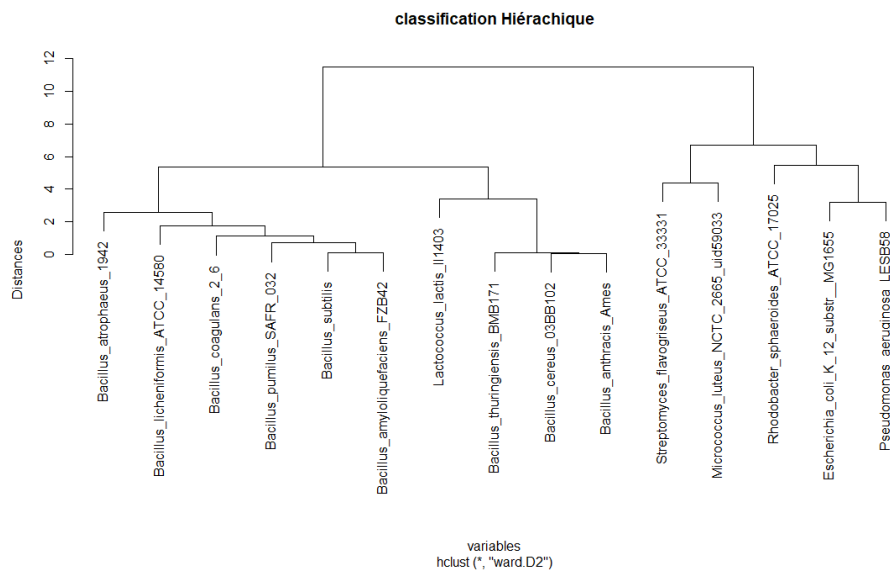 classification Hiérachique
Distances
12
10
8
6
4
2
0
Bacillus_atrophaeus_1942
Bacillus_licheniformis_ATCC_14580
Bacillus_coagulans_2_6
Bacillus_pumilus_SAFR_032
Bacillus_subtilis
Bacillus_amyloliquefaciens_FZB42
Lactococcus_lactis_Il1403
Bacillus_thuringiensis_BMB171
Bacillus_cereus_03BB102
Bacillus_anthracis_Ames
Streptomyces_flavogriseus_ATCC_33331
Micrococcus_luteus_NCTC_2665_uid59033
Rhodobacter_sphaeroides_ATCC_17025
Escherichia_coli_K_12_substr__MG1655
Pseudomonas_aeruginosa_LESB58
variables
hclust (*, "ward.D2")